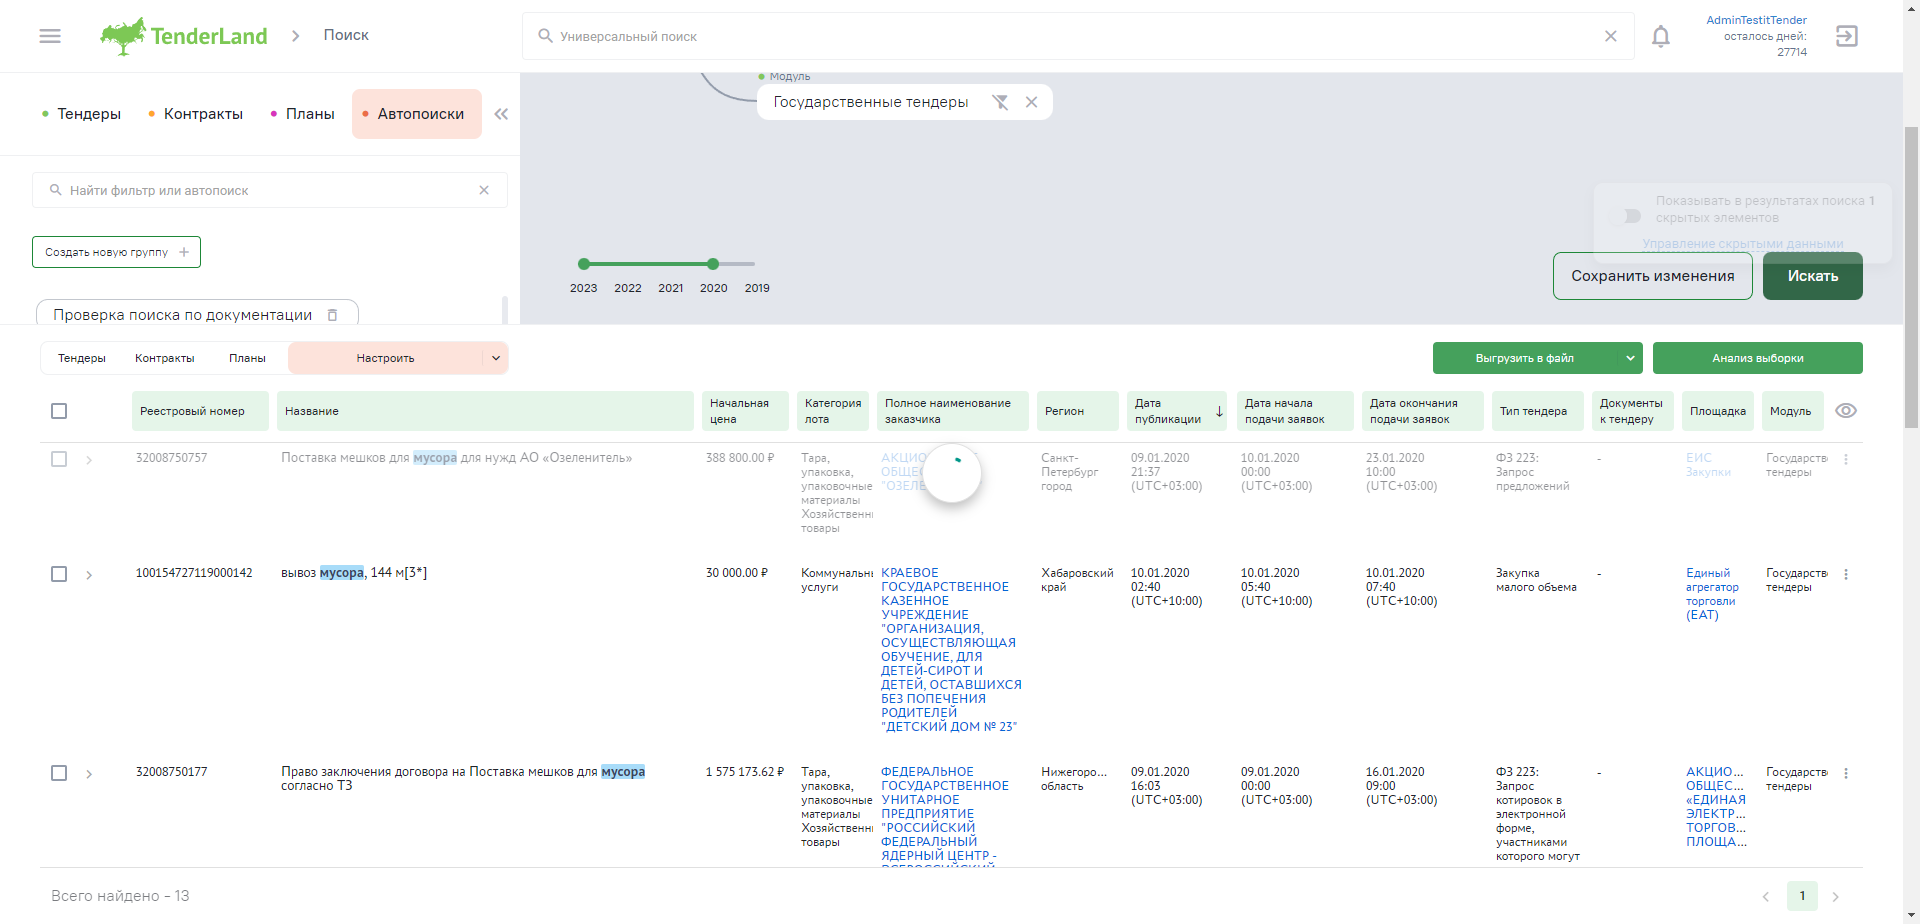 TenderLand
Поиск
Универсальный поиск
AdminTestitTender
осталось дней:
27714
Тендеры
Контракты
Планы
Автопоиски
Модуль
Государственные тендеры
Найти фильтр или автопоиск
Создать новую группу
Проверка поиска по документации
2023 2022 2021 2020 2019
Показывать в результатах поиска 1
скрытых элементов
Управление скрытыми данными
Сохранить изменения
Искать
Тендеры
Контракты
Планы
Настроить
Выгрузить в файл
Анализ выборки
Реестровый номер
Название
Начальная
цена
Категория
лота
Полное наименование
заказчика
Регион
Дата
публикации
Дата начала
подачи заявок
Дата окончания
подачи заявок
Тип тендера
Документы
к тендеру
Площадка
Модуль
32008750757
Поставка мешков для мусора для нужд АО «Озеленитель»
388 800.00 ₽
Тара,
упаковка,
упаковочные
материалы
Хозяйственн
товары
АКЦИО
ОБЩЕС
"ОЗЕЛЕ
Санкт-
Петербург
город
09.01.2020
21:37
(UTC+03:00)
10.01.2020
00:00
(UTC+03:00)
23.01.2020
10:00
(UTC+03:00)
ФЗ 223:
Запрос
предложений
-
ЕИС
Закупки
Государств
тендеры
100154727119000142
вывоз мусора, 144 м[3*]
30 000.00 ₽
Коммунальн
услуги
КРАЕВОЕ
ГОСУДАРСТВЕННОЕ
КАЗЕННОЕ
УЧРЕЖДЕНИЕ
"ОРГАНИЗАЦИЯ,
ОСУЩЕСТВЛЯЮЩАЯ
ОБУЧЕНИЕ, ДЛЯ
ДЕТЕЙ-СИРОТ И
ДЕТЕЙ, ОСТАВШИХСЯ
БЕЗ ПОПЕЧЕНИЯ
РОДИТЕЛЕЙ
"ДЕТСКИЙ ДОМ № 23"
Хабаровский
край
10.01.2020
02:40
(UTC+10:00)
10.01.2020
05:40
(UTC+10:00)
10.01.2020
07:40
(UTC+10:00)
Закупка
малого объема
-
Единый
агрегатор
торговли
(ЕАТ)
Государств
тендеры
32008750177
Право заключения договора на Поставка мешков для мусора
согласно ТЗ
1 575 173.62 ₽
Тара,
упаковка,
упаковочные
материалы
Хозяйственн
товары
ФЕДЕРАЛЬНОЕ
ГОСУДАРСТВЕННОЕ
УНИТАРНОЕ
ПРЕДПРИЯТИЕ
"РОССИЙСКИЙ
ФЕДЕРАЛЬНЫЙ
ЯДЕРНЫЙ ЦЕНТР -
ВСЕРОССИЙСКИЙ
Нижегоро...
область
09.01.2020
16:03
(UTC+03:00)
09.01.2020
00:00
(UTC+03:00)
16.01.2020
09:00
(UTC+03:00)
ФЗ 223:
Запрос
котировок в
электронной
форме,
участниками
которого могут
-
АКЦИО...
ОБЩЕС...
«ЕДИНАЯ
ЭЛЕКТР...
ТОРГОВ...
ПЛОЩА...
Государств
тендеры
Всего найдено - 13
1